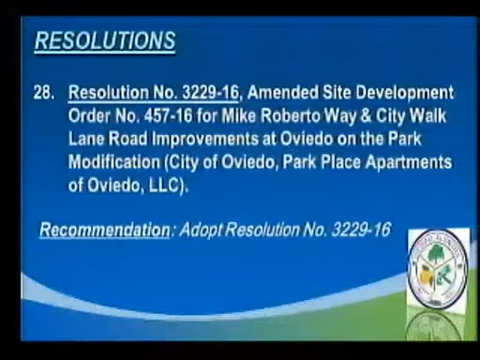 RESOLUTIONS
28. Resolution No. 3229-16, Amended Site Development
Order No. 457-16 for Mike Roberto Way & City Walk
Lane Road Improvements at Oviedo on the Park
Modification (City of Oviedo, Park Place Apartments
of Oviedo, LLC).
Recommendation: Adopt Resolution No. 3229-16